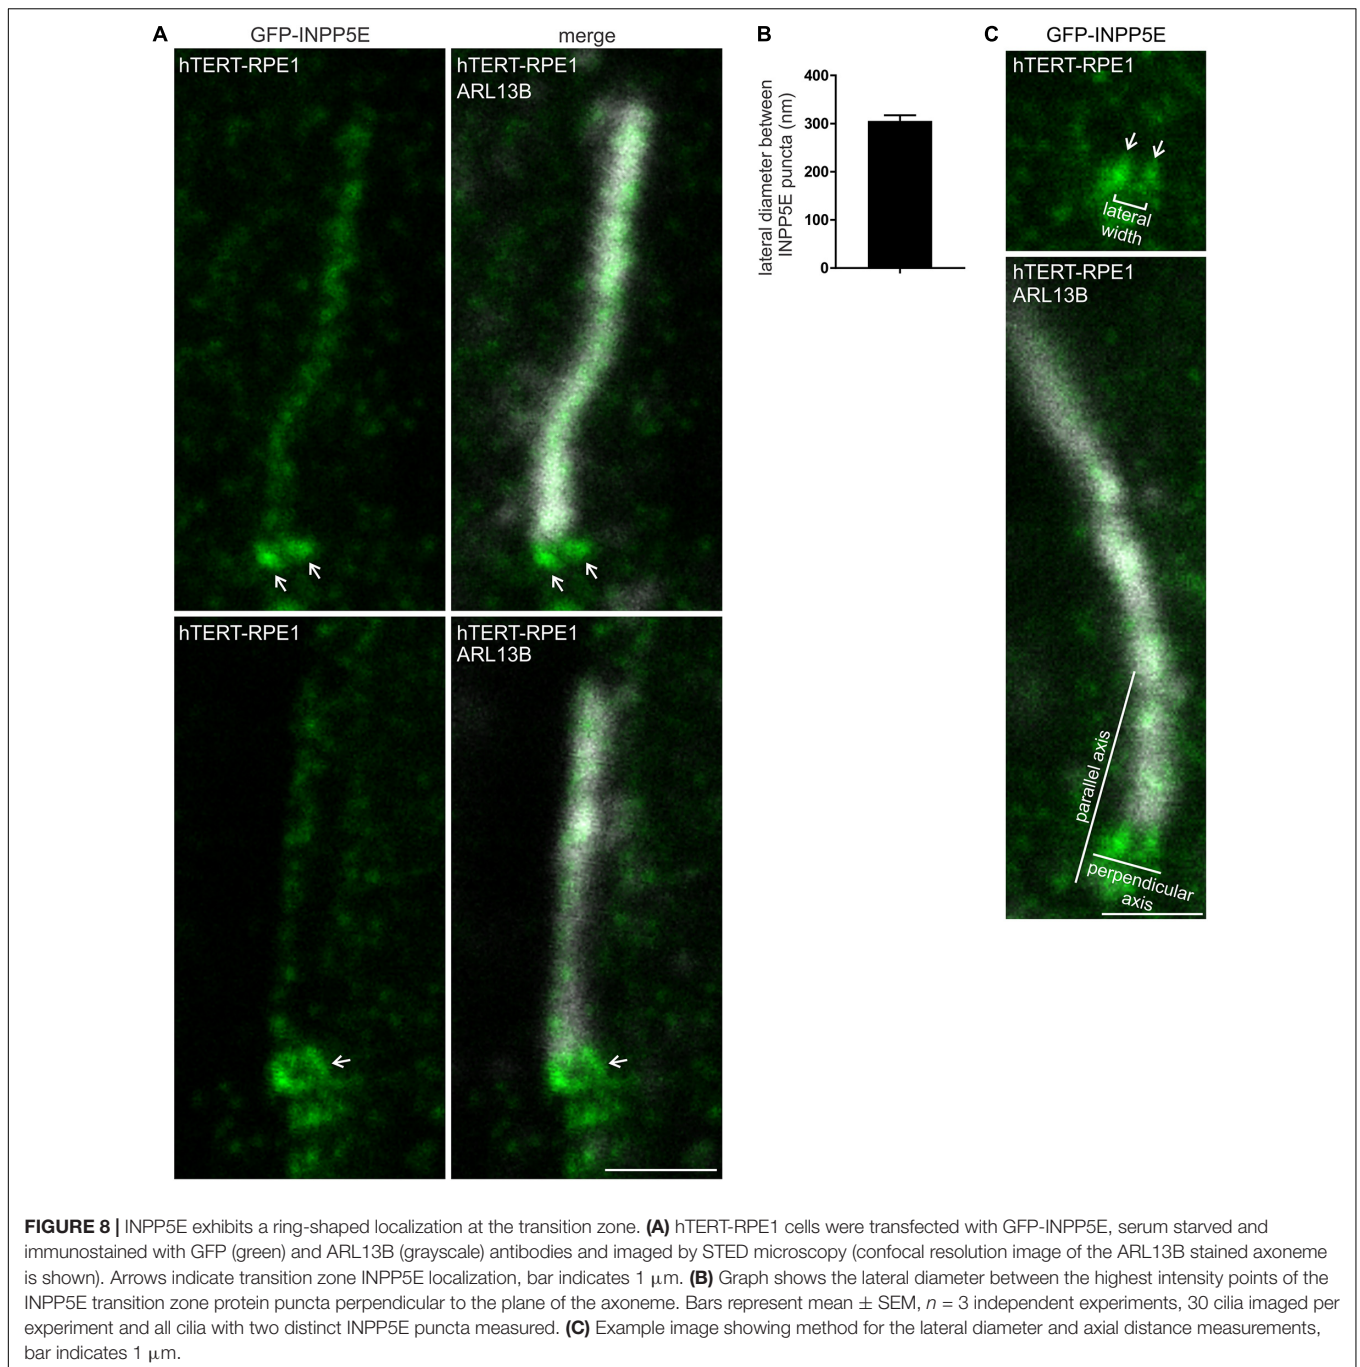 A
GFP-INPP5E
merge
hTERT-RPE1
hTERT-RPE1
ARL13B
hTERT-RPE1
hTERT-RPE1
ARL13B
B
lateral diameter between
INPP5E puncta (nm)
400
300
200
100
0
C
GFP-INPP5E
hTERT-RPE1
lateral
width
hTERT-RPE1
ARL13B
parallel axis
perpendicular
axis
FIGURE 8 | INPP5E exhibits a ring-shaped localization at the transition zone. (A) hTERT-RPE1 cells were transfected with GFP-INPP5E, serum starved and
immunostained with GFP (green) and ARL13B (grayscale) antibodies and imaged by STED microscopy (confocal resolution image of the ARL13B stained axoneme
is shown). Arrows indicate transition zone INPP5E localization, bar indicates 1 μm. (B) Graph shows the lateral diameter between the highest intensity points of the
INPP5E transition zone protein puncta perpendicular to the plane of the axoneme. Bars represent mean ± SEM, n = 3 independent experiments, 30 cilia imaged per
experiment and all cilia with two distinct INPP5E puncta measured. (C) Example image showing method for the lateral diameter and axial distance measurements,
bar indicates 1 μm.